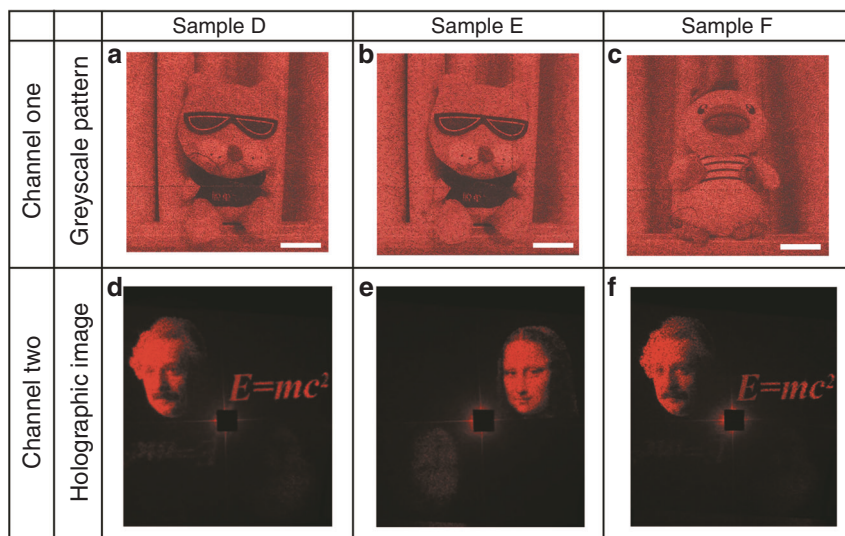 Sample D Sample E Sample F
Channel one
Greyscale pattern
a b c
Channel two
Holographic image
d e f
E=mc² E=mc²